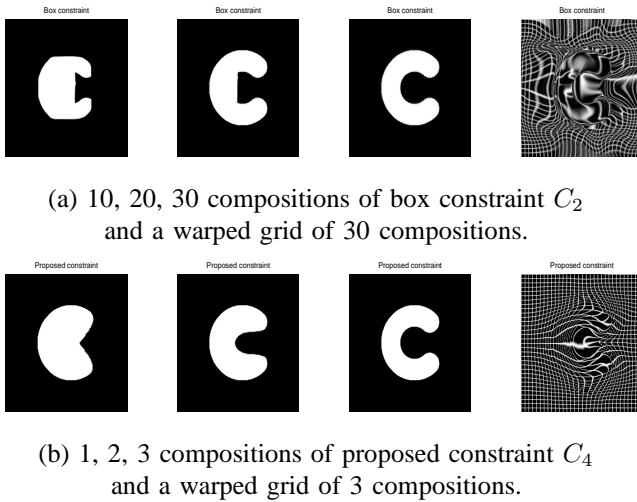 Box constraint Box constraint Box constraint Box constraint
(a) 10, 20, 30 compositions of box constraint C₂
and a warped grid of 30 compositions.
Proposed constraint Proposed constraint Proposed constraint Proposed constraint
(b) 1, 2, 3 compositions of proposed constraint C₄
and a warped grid of 3 compositions.